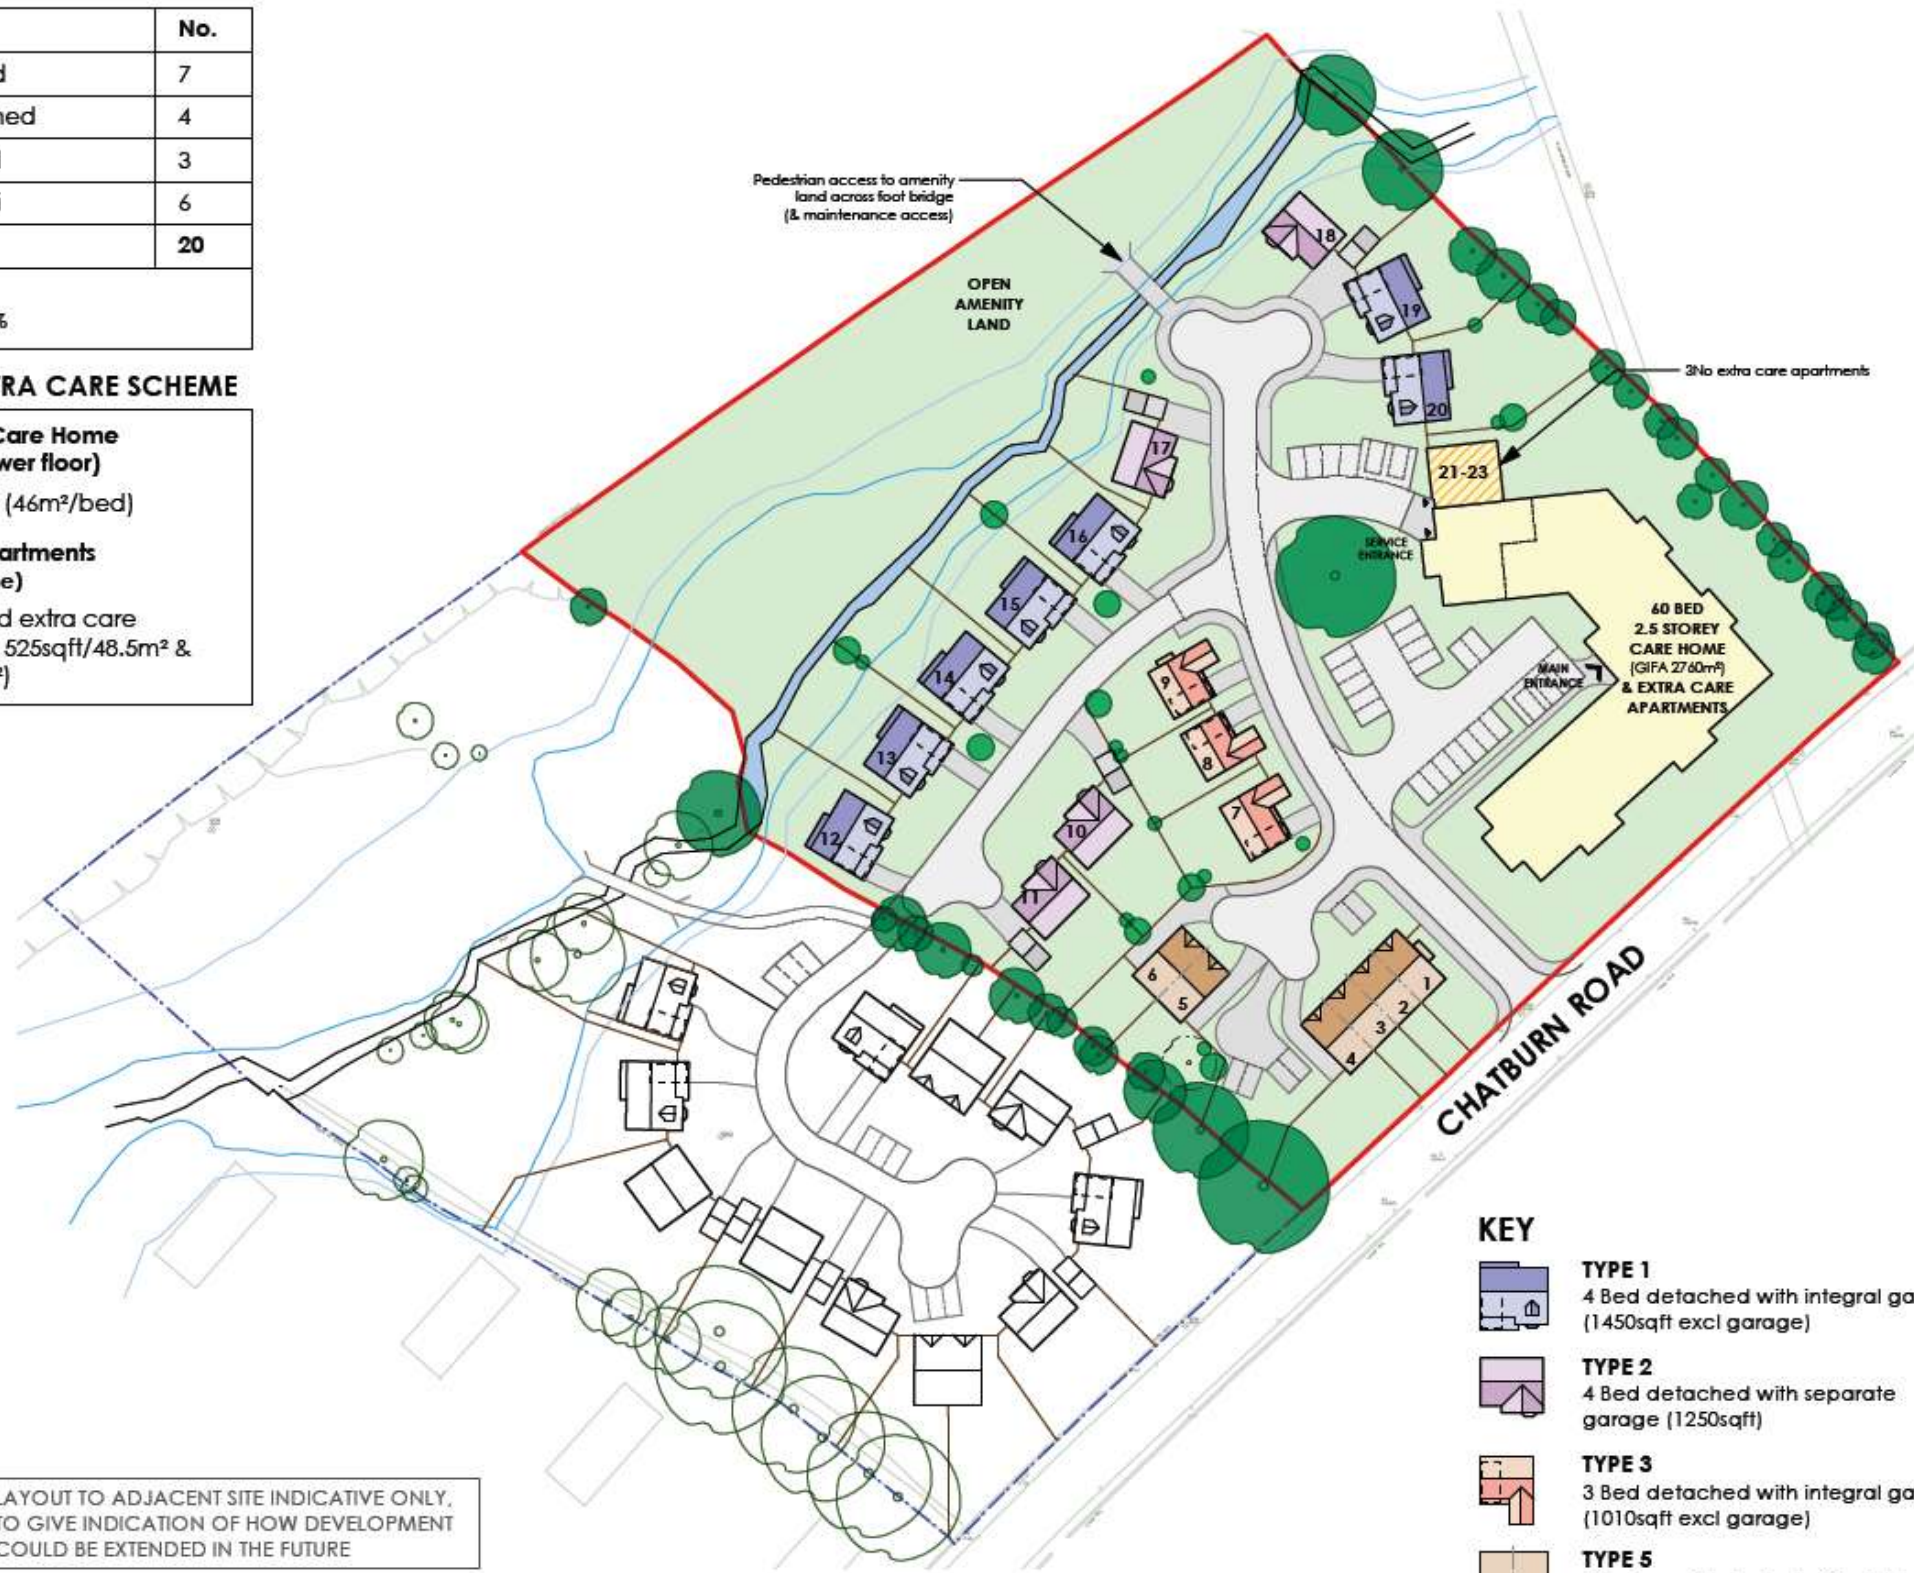 No.
d 7
ned 4
3
6
20
%
TRA CARE SCHEME
Care Home
wer floor)
(46m²/bed)
artments
e)
d extra care
525sqft/48.5m² &
²)
Pedestrian access to amenity
land across foot bridge
(& maintenance access)
OPEN
AMENITY
LAND
3No extra care apartments
18
19
20
21-23
17
16
15
14
13
12
SERVICE
ENTRANCE
60 BED
2.5 STOREY
CARE HOME
(GIFA 2760m²)
& EXTRA CARE
APARTMENTS
MAIN
ENTRANCE
9
8
7
10
11
6
5
1
2
3
4
CHATBURN ROAD
KEY
TYPE 1
4 Bed detached with integral ga
(1450sqft excl garage)
TYPE 2
4 Bed detached with separate
garage (1250sqft)
TYPE 3
3 Bed detached with integral ga
(1010sqft excl garage)
TYPE 5
LAYOUT TO ADJACENT SITE INDICATIVE ONLY,
TO GIVE INDICATION OF HOW DEVELOPMENT
COULD BE EXTENDED IN THE FUTURE